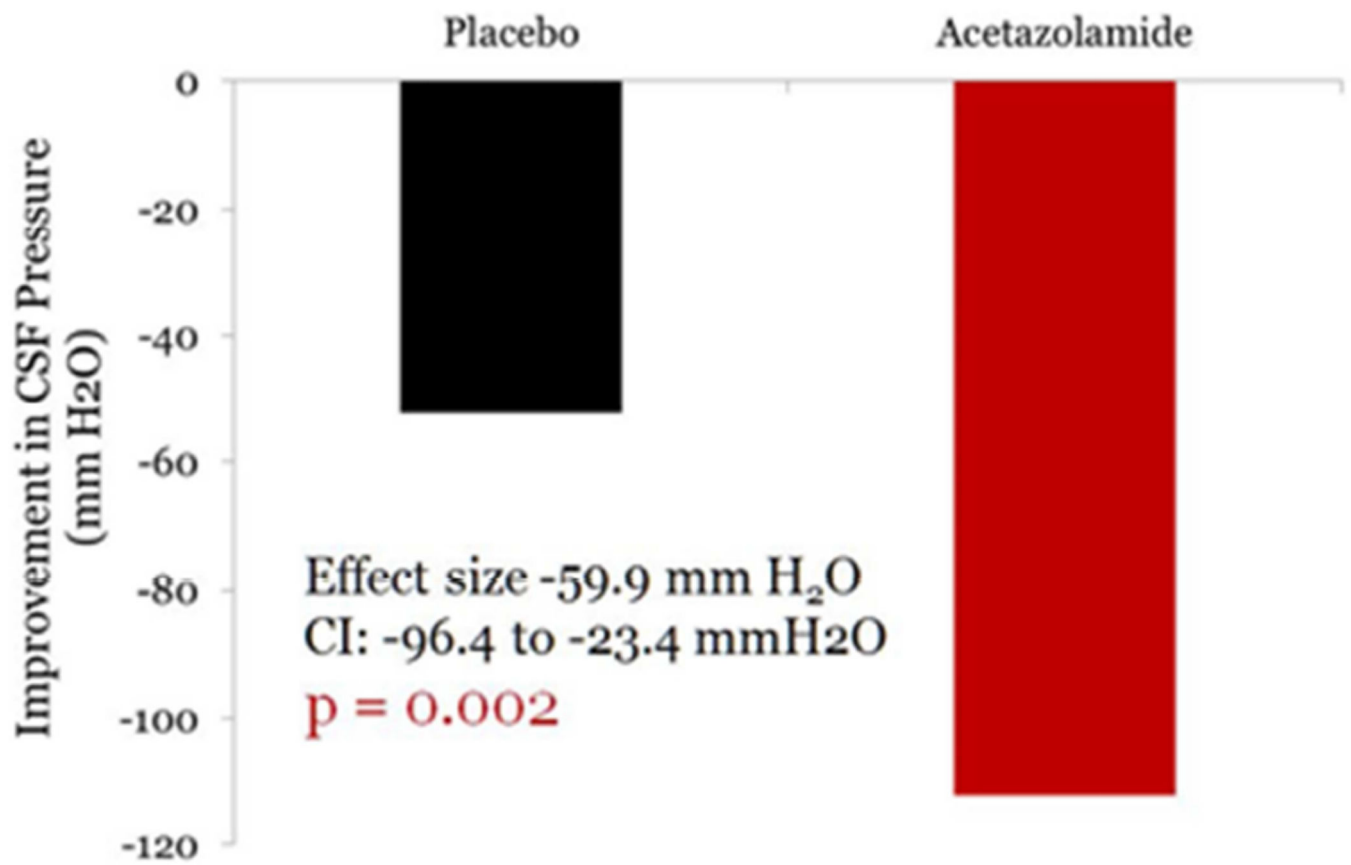 Placebo Acetazolamide
0
-20
-40
-60
-80
-100
-120
Improvement in CSF Pressure
(mm H2O)
Effect size -59.9 mm H₂O
CI: -96.4 to -23.4 mmH2O
p = 0.002